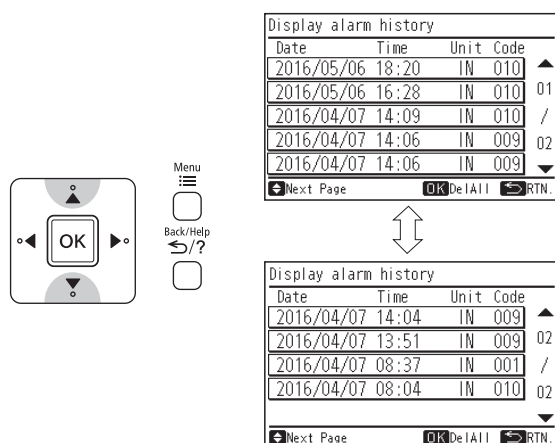 Display alarm history
Date Time Unit Code
2016/05/06 18:20 IN 010
2016/05/06 16:28 IN 010
2016/04/07 14:09 IN 010
2016/04/07 14:06 IN 009
2016/04/07 14:06 IN 009
01
/
02
Next Page OK DelAll RTN.
Menu
OK
Back/Help
/?
Display alarm history
Date Time Unit Code
2016/04/07 14:04 IN 009
2016/04/07 13:51 IN 009
2016/04/07 08:37 IN 001
2016/04/07 08:04 IN 010
02
/
02
Next Page OK DelAll RTN.